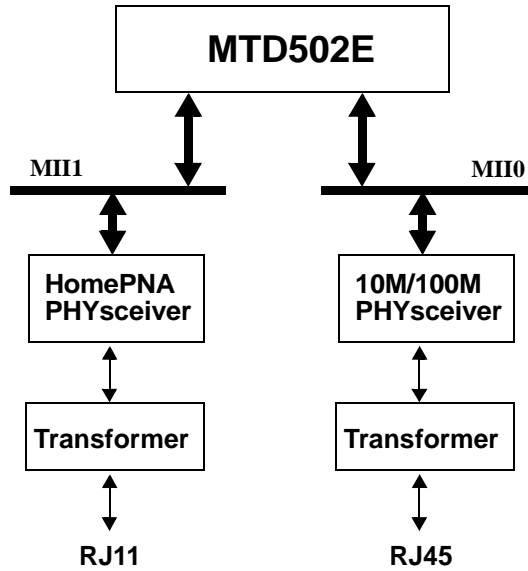 MTD502E
MII1
MII0
HomePNA
PHYsceiver
10M/100M
PHYsceiver
Transformer
Transformer
RJ11
RJ45